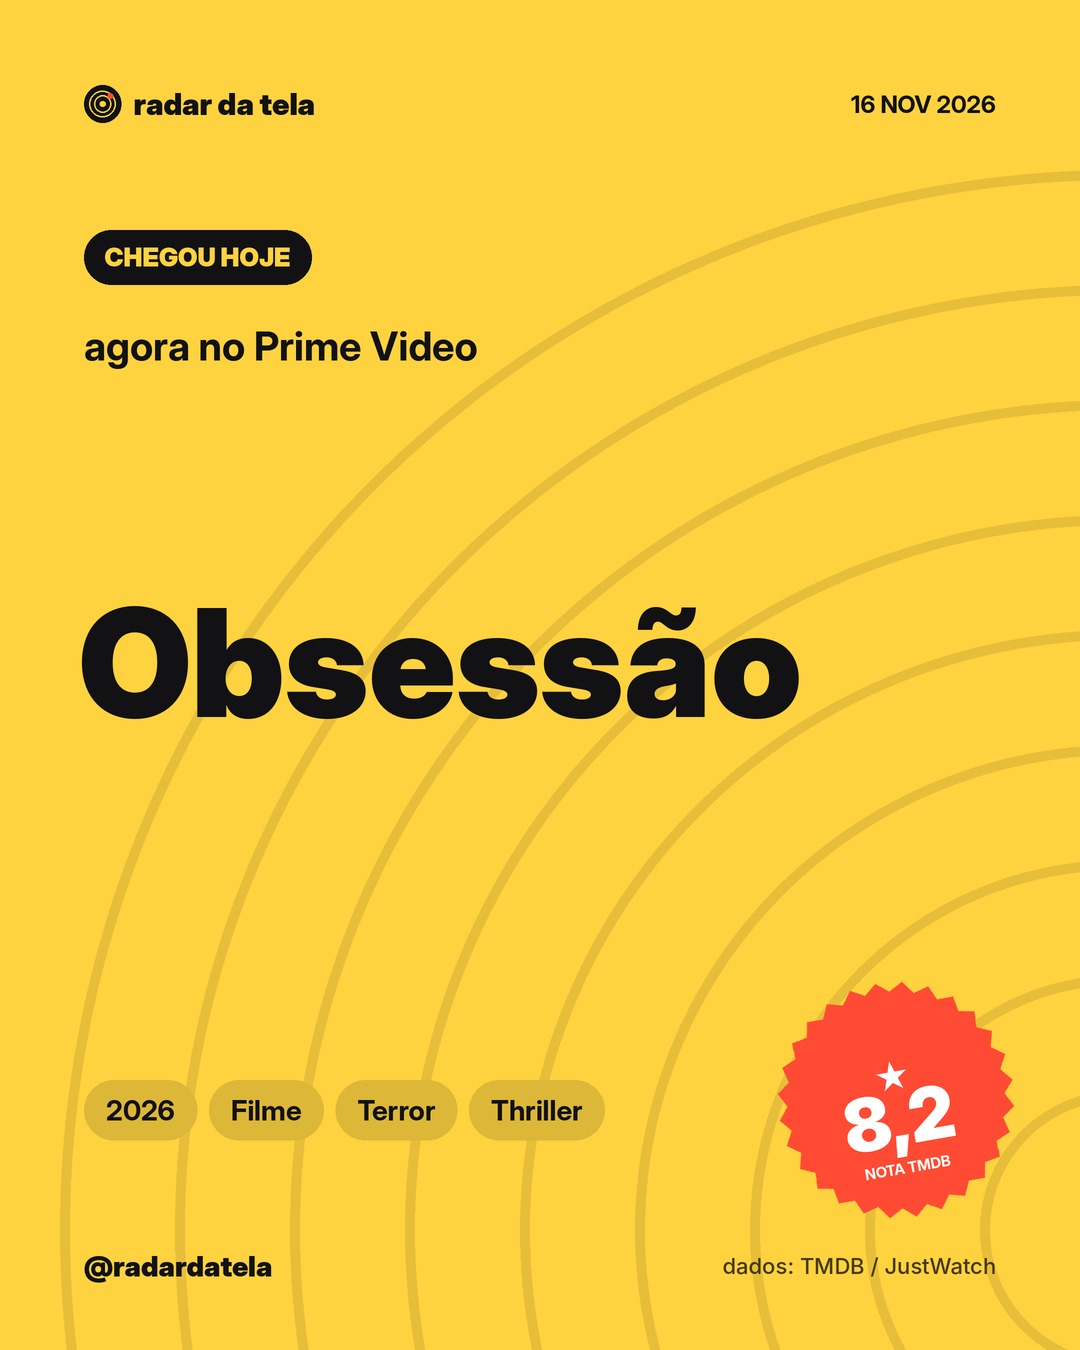 radar da tela
16 NOV 2026
CHEGOU HOJE
agora no Prime Video
Obsessão
2026
Filme
Terror
Thriller
8,2
NOTA TMDB
@radardatela
dados: TMDB / JustWatch